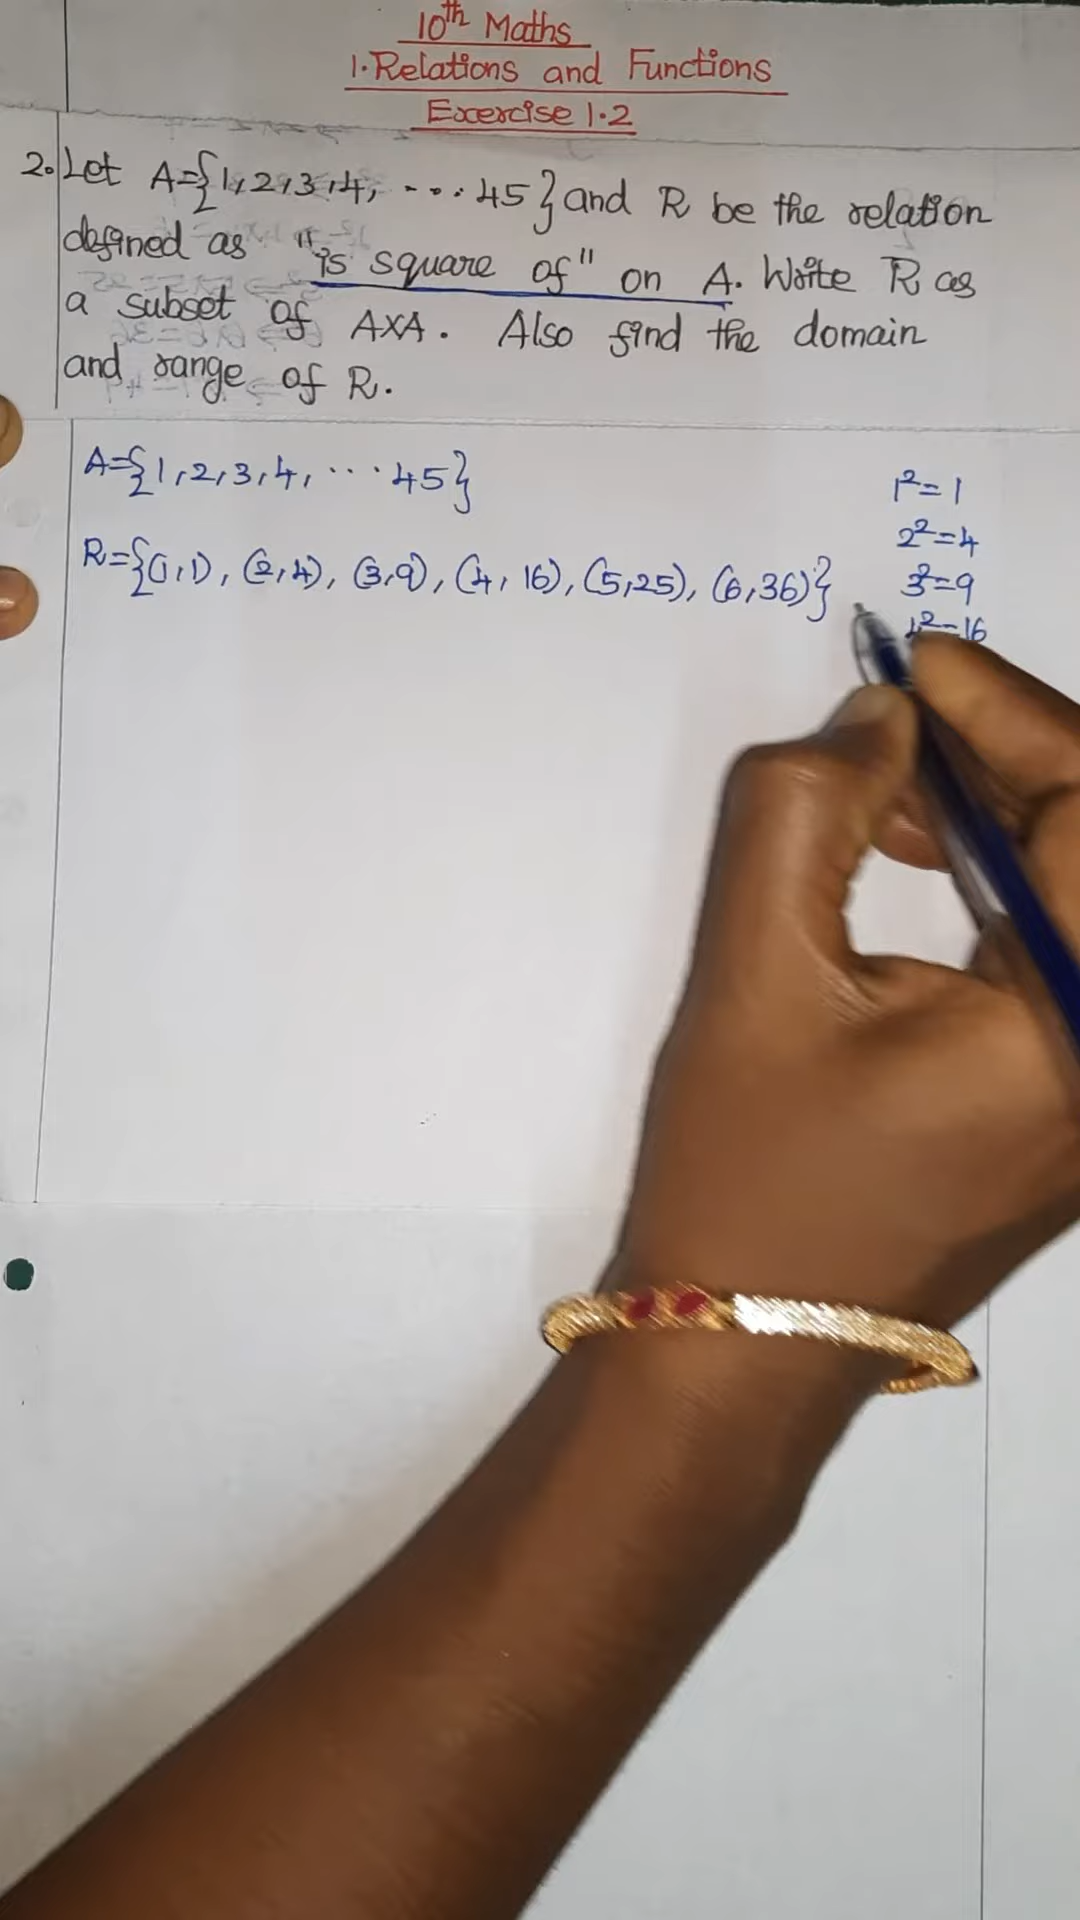 10th Maths
1. Relations and Functions
Exercise 1.2
2. Let A={1,2,3,4, .... 45} and R be the relation
defined as "is square of" on A. Write R as
a subset of A×A. Also find the domain
and range of R.
A={1,2,3,4, ... 45}
R={(1,1), (2,4), (3,9), (4,16), (5,25), (6,36)}
1²=1
2²=4
3²=9
4²=16